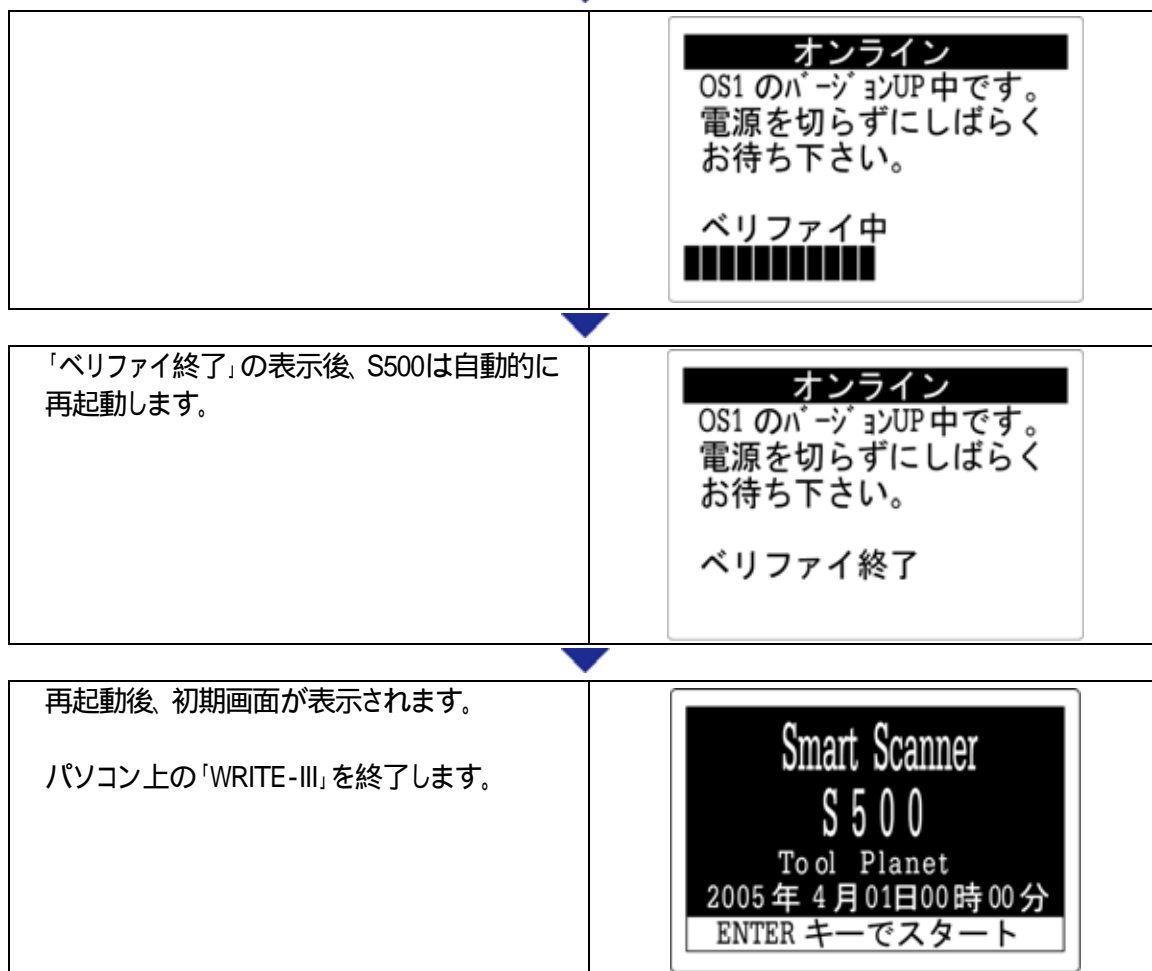 オンライン
OS1 のﾊﾞｰｼﾞｮﾝUP 中です。
電源を切らずにしばらく
お待ち下さい。
ベリファイ中
「ベリファイ終了」の表示後、S500は自動的に
再起動します。
オンライン
OS1 のﾊﾞｰｼﾞｮﾝUP 中です。
電源を切らずにしばらく
お待ち下さい。
ベリファイ終了
再起動後、初期画面が表示されます。
パソコン上の「WRITE-III」を終了します。
Smart Scanner
S500
Tool Planet
2005年 4月01日00時00分
ENTER キーでスタート